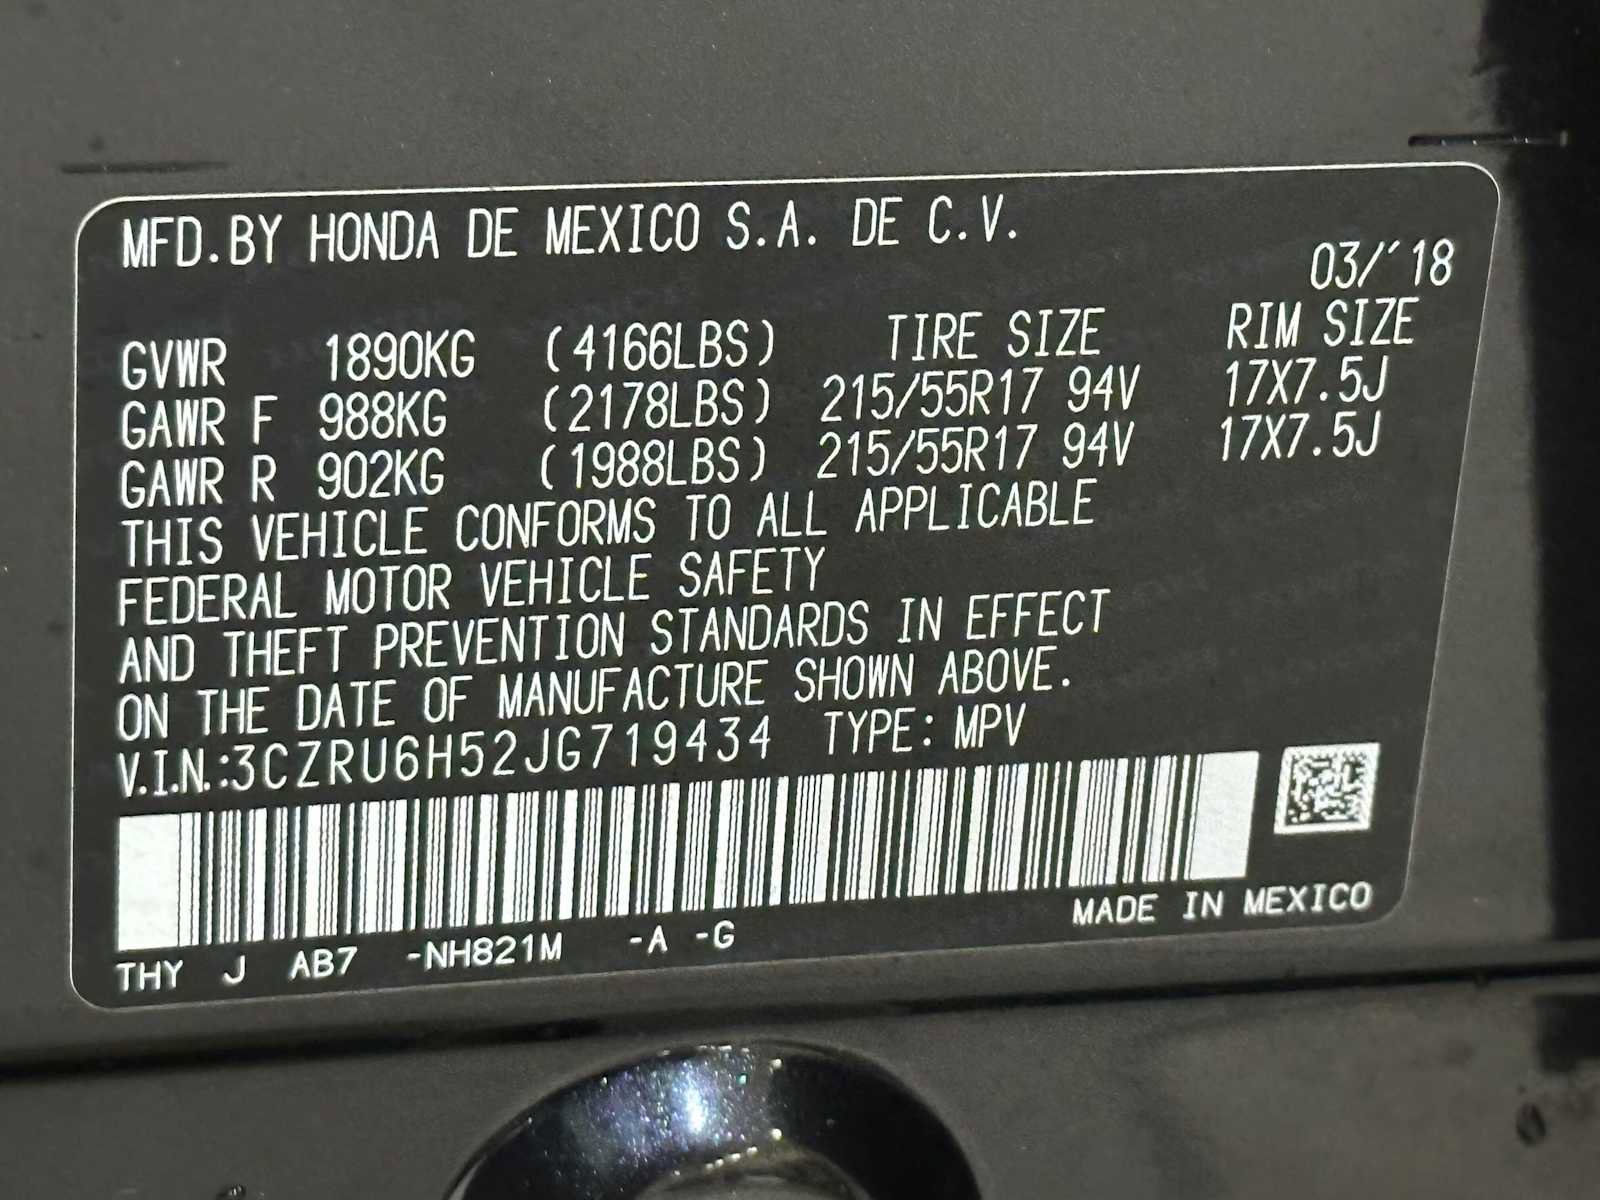 MFD.BY HONDA DE MEXICO S.A. DE C.V.
03/'18
GVWR 1890KG (4166LBS) TIRE SIZE RIM SIZE
GAWR F 988KG (2178LBS) 215/55R17 94V 17X7.5J
GAWR R 902KG (1988LBS) 215/55R17 94V 17X7.5J
THIS VEHICLE CONFORMS TO ALL APPLICABLE
FEDERAL MOTOR VEHICLE SAFETY
AND THEFT PREVENTION STANDARDS IN EFFECT
ON THE DATE OF MANUFACTURE SHOWN ABOVE.
V.I.N.:3CZRU6H52JG719434 TYPE: MPV
MADE IN MEXICO
THY J AB7 -NH821M -A -G